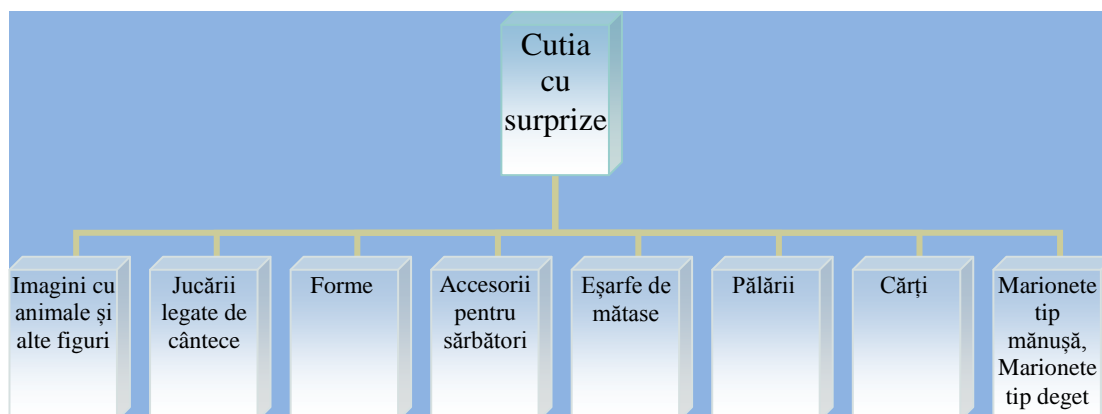 Cutia
cu
surprize
Imagini cu
animale și
alte figuri
Jucării
legate de
cântece
Forme
Accesorii
pentru
sărbători
Eșarfe de
mătase
Pălării
Cărți
Marionete
tip
mănușă,
Marionete
tip deget